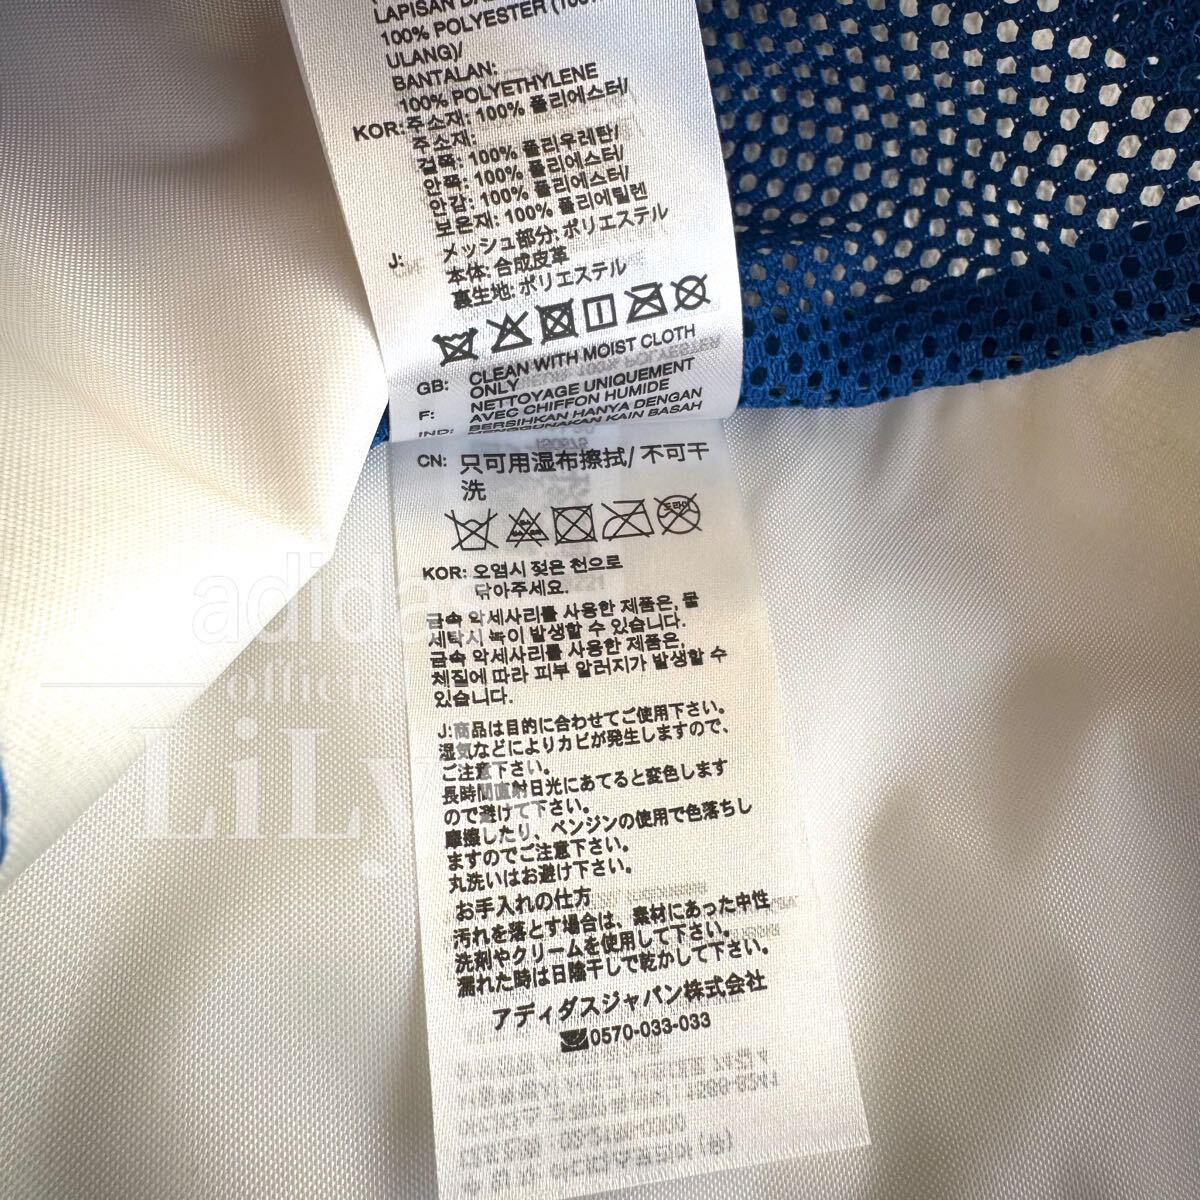 LAPISAN
100% POLYESTER (100%
ULANG)/
BANTALAN:
100% POLYETHYLENE
KOR: 주소재: 100% 폴리에스터/
주소재:
겉쪽: 100% 폴리우레탄/
안쪽: 100% 폴리에스터/
안감: 100% 폴리에스터/
보온재: 100% 폴리에틸렌
J: メッシュ部分: ポリエステル
本体: 合成皮革
裏生地: ポリエステル
GB: CLEAN WITH MOIST CLOTH
ONLY
F: NETTOYAGE UNIQUEMENT
AVEC CHIFFON HUMIDE
IND: BERSIHKAN HANYA DENGAN
MENGGUNAKAN KAIN BASAH
CN: 只可用湿布擦拭/ 不可干
洗
드라이
KOR: 오염시 젖은 천으로
닦아주세요.
금속 악세사리를 사용한 제품은, 물
세탁시 녹이 발생할 수 있습니다.
금속 악세사리를 사용한 제품은,
체질에 따라 피부 알러지가 발생할 수
있습니다.
J:商品は目的に合わせてご使用下さい。
湿気などによりカビが発生しますので、
ご注意下さい。
長時間直射日光にあてると変色します
ので避けて下さい。
摩擦したり、ベンジンの使用で色落ちし
ますのでご注意下さい。
丸洗いはお避け下さい。
お手入れの仕方
汚れを落とす場合は、素材にあった中性
洗剤やクリームを使用して下さい。
濡れた時は日陰干しで乾かして下さい。
アディダスジャパン株式会社
0570-033-033
adidas
offici
LiLy